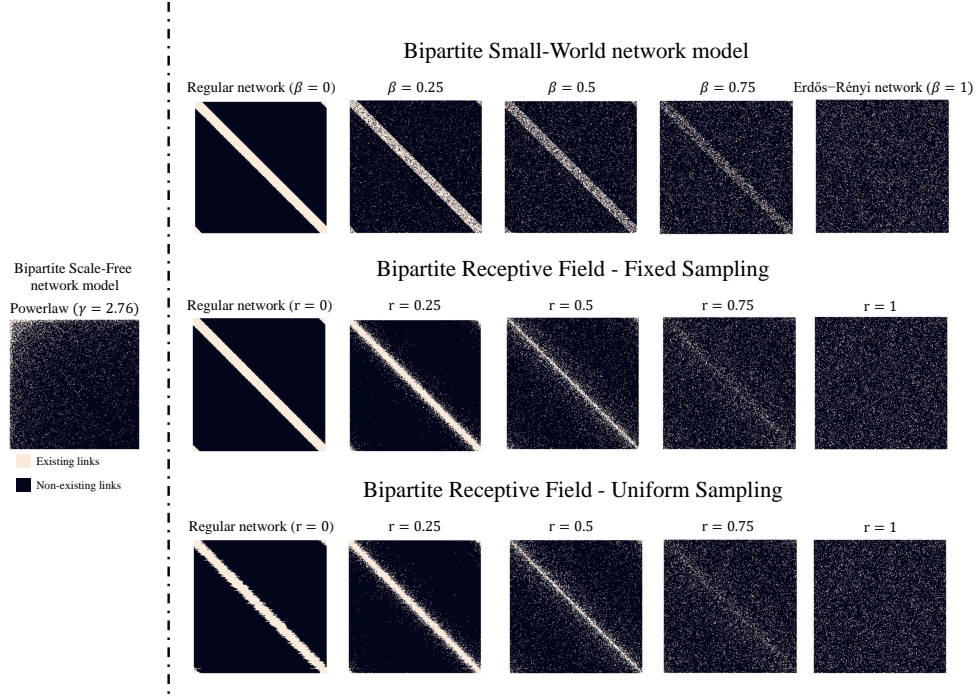 Bipartite Scale-Free
network model
Powerlaw (γ = 2.76)
Existing links
Non-existing links
Bipartite Small-World network model
Regular network (β = 0)
β = 0.25
β = 0.5
β = 0.75
Erdős−Rényi network (β = 1)
Bipartite Receptive Field - Fixed Sampling
Regular network (r = 0)
r = 0.25
r = 0.5
r = 0.75
r = 1
Bipartite Receptive Field - Uniform Sampling
Regular network (r = 0)
r = 0.25
r = 0.5
r = 0.75
r = 1